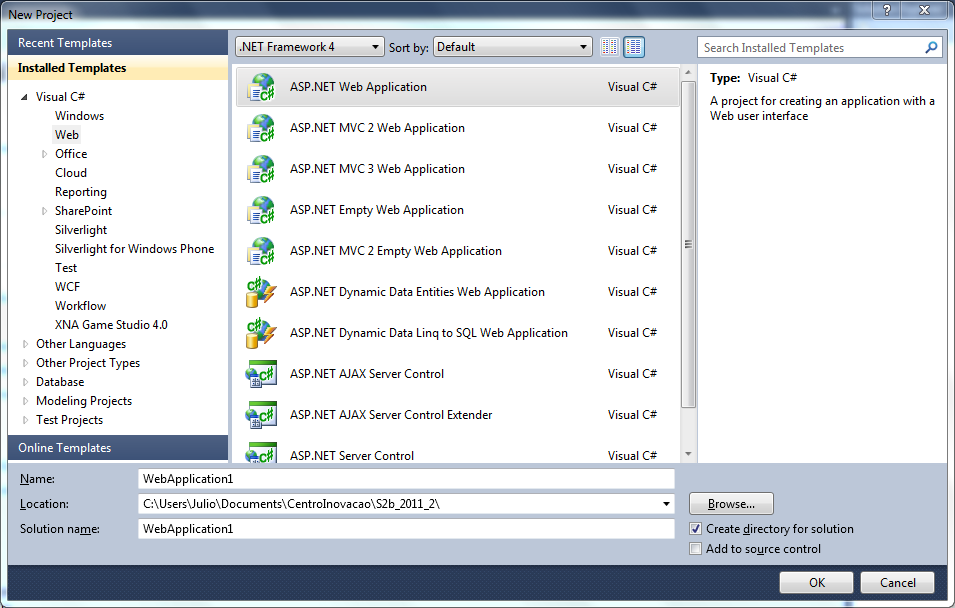 New Project
Recent Templates
Installed Templates
Visual C#
Windows
Web
Office
Cloud
Reporting
SharePoint
Silverlight
Silverlight for Windows Phone
Test
WCF
Workflow
XNA Game Studio 4.0
Other Languages
Other Project Types
Database
Modeling Projects
Test Projects
Online Templates
.NET Framework 4 Sort by: Default
ASP.NET Web Application Visual C#
ASP.NET MVC 2 Web Application Visual C#
ASP.NET MVC 3 Web Application Visual C#
ASP.NET Empty Web Application Visual C#
ASP.NET MVC 2 Empty Web Application Visual C#
ASP.NET Dynamic Data Entities Web Application Visual C#
ASP.NET Dynamic Data Linq to SQL Web Application Visual C#
ASP.NET AJAX Server Control Visual C#
ASP.NET AJAX Server Control Extender Visual C#
ASP.NET Server Control Visual C#
Search Installed Templates
Type: Visual C#
A project for creating an application with a
Web user interface
Name: WebApplication1
Location: C:\Users\Julio\Documents\CentroInovacao\S2b_2011_2\ Browse...
Solution name: WebApplication1
Create directory for solution
Add to source control
OK Cancel